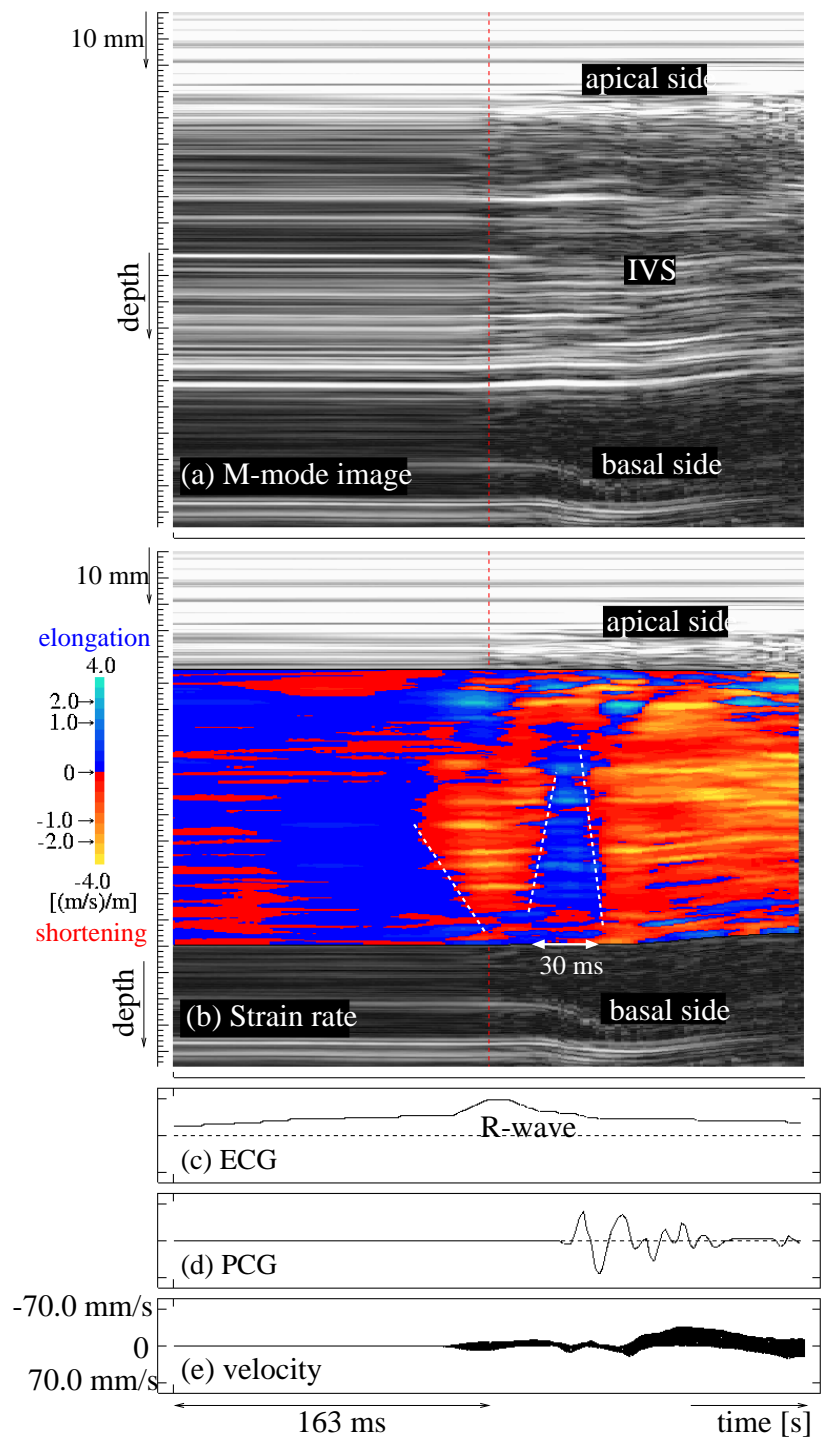 10 mm
apical side
depth
IVS
basal side
(a) M-mode image
10 mm
apical side
elongation
4.0
2.0
1.0
0
-1.0
-2.0
-4.0
[(m/s)/m]
shortening
30 ms
depth
basal side
(b) Strain rate
R-wave
(c) ECG
(d) PCG
-70.0 mm/s
0
70.0 mm/s
(e) velocity
163 ms
time [s]